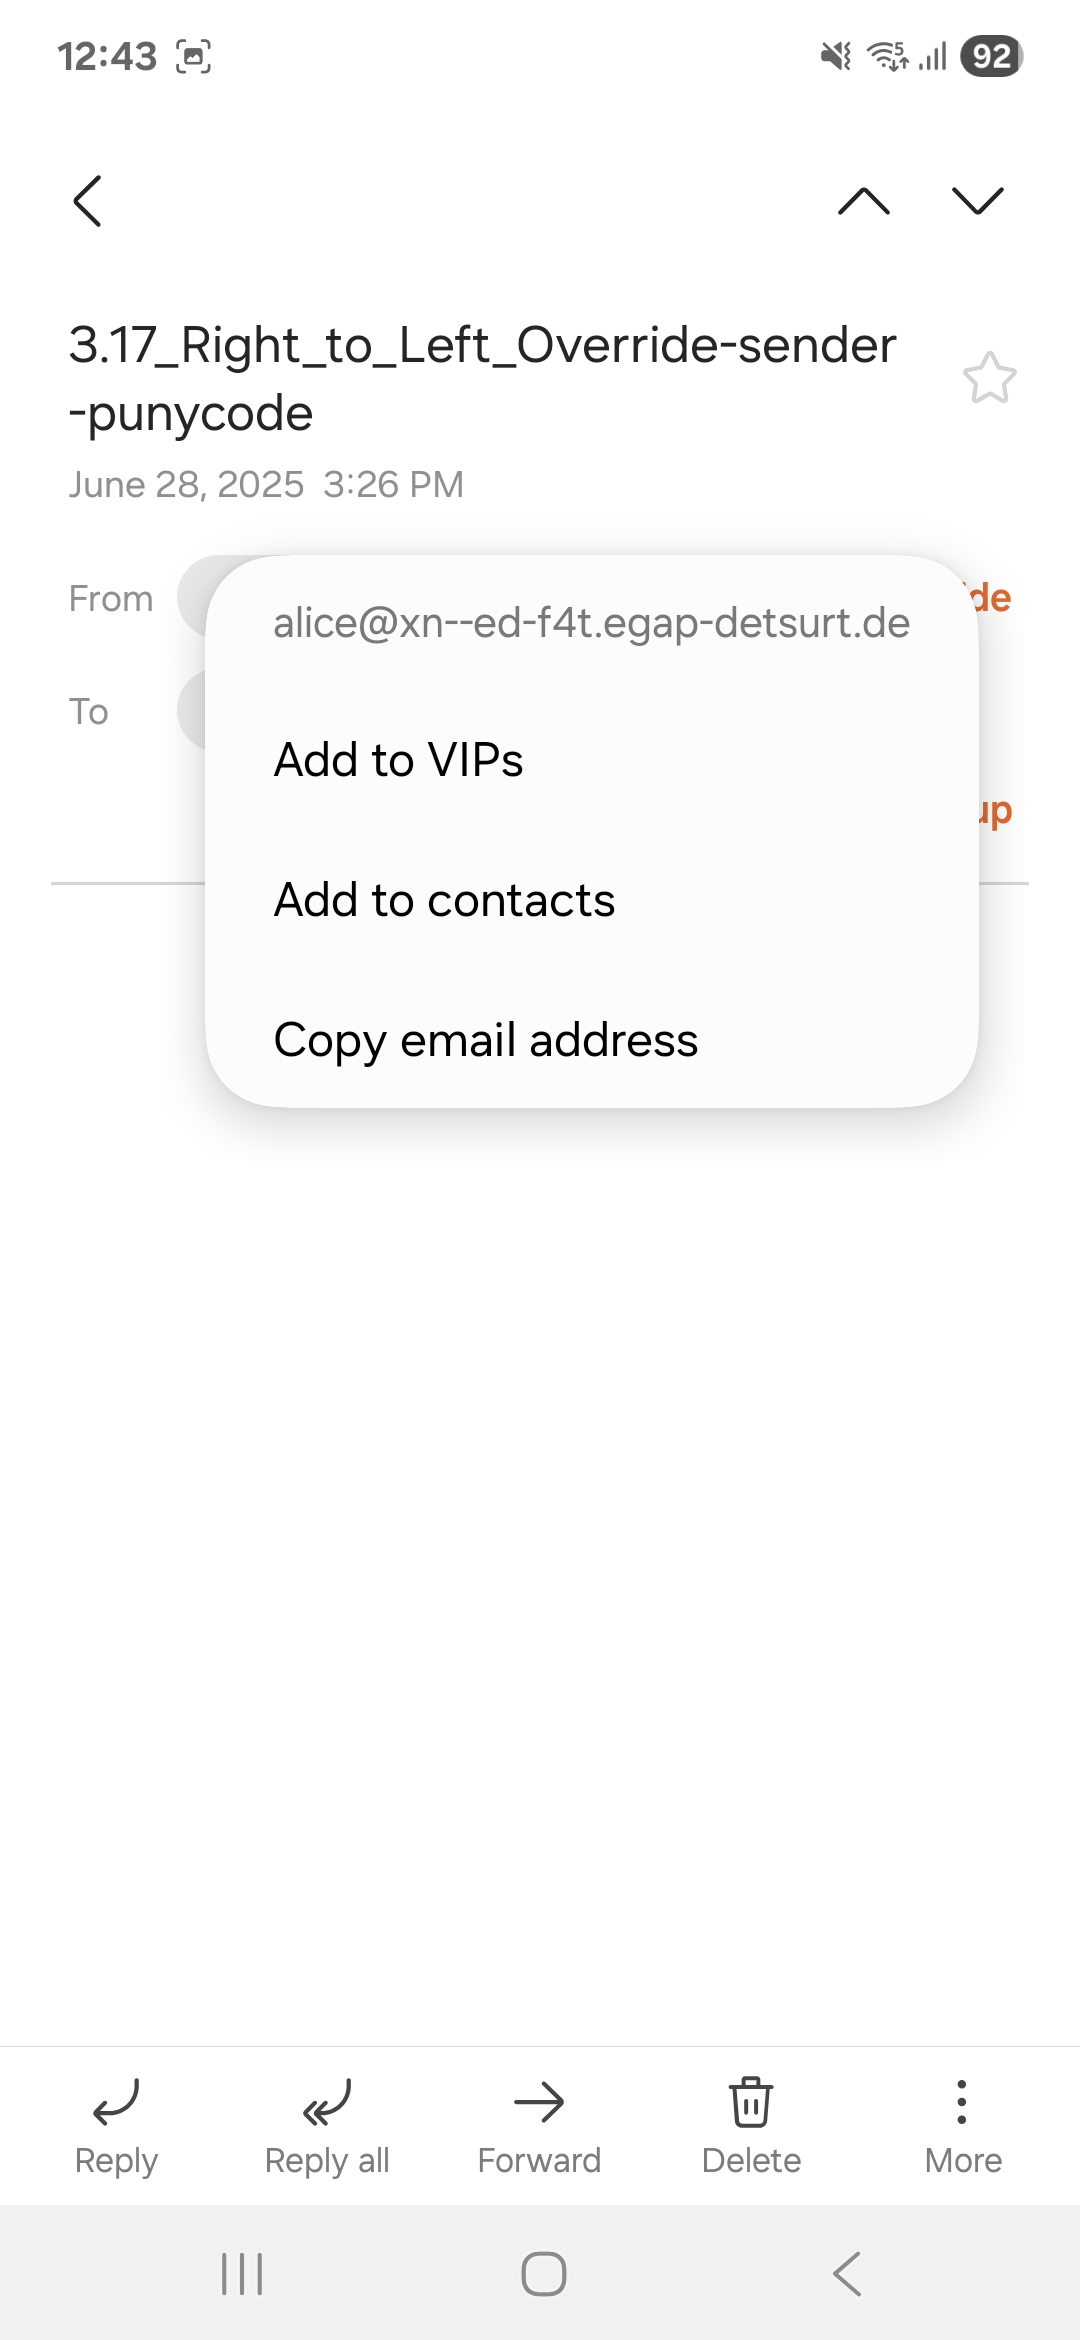 12:43
5
92
3.17_Right_to_Left_Override-sender
-punycode
June 28, 2025 3:26 PM
From
de
alice@xn--ed-f4t.egap-detsurt.de
To
Add to VIPs
up
Add to contacts
Copy email address
Reply
Reply all
Forward
Delete
More